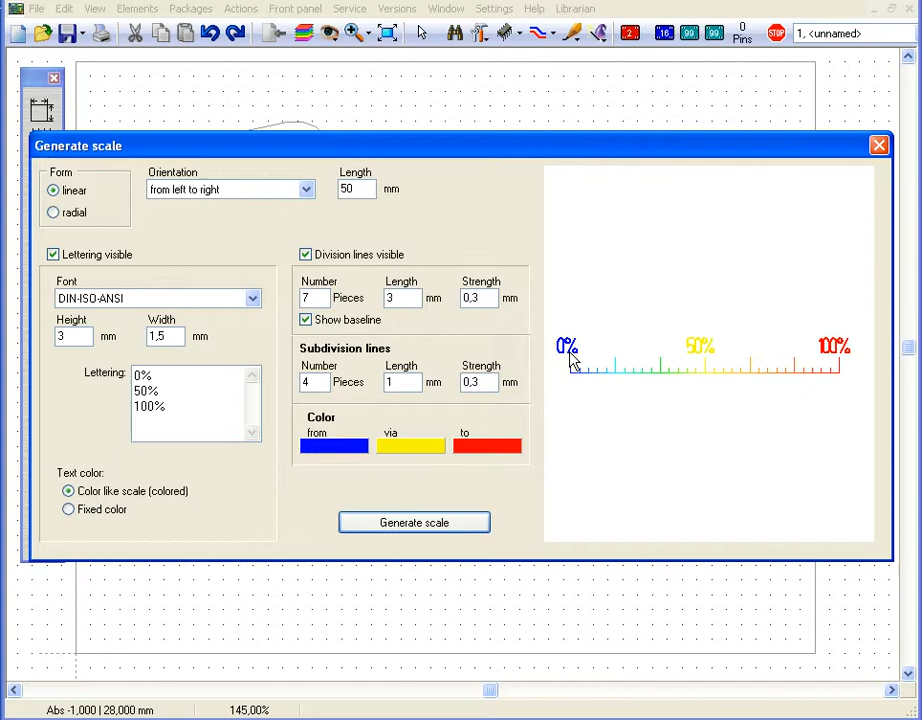 File Edit View Elements Packages Actions Front panel Service Versions Window Settings Help Librarian
2 16 99 99 0 Pins STOP 1, <unnamed>
Generate scale
Form
linear
radial
Orientation
from left to right
Length
50 mm
Lettering visible
Font
DIN-ISO-ANSI
Height Width
3 mm 1,5 mm
Lettering:
0%
50%
100%
Text color:
Color like scale (colored)
Fixed color
Division lines visible
Number Length Strength
7 Pieces 3 mm 0,3 mm
Show baseline
Subdivision lines
Number Length Strength
4 Pieces 1 mm 0,3 mm
Color
from via to
Generate scale
0% 50% 100%
Abs -1,000 | 28,000 mm 145,00%